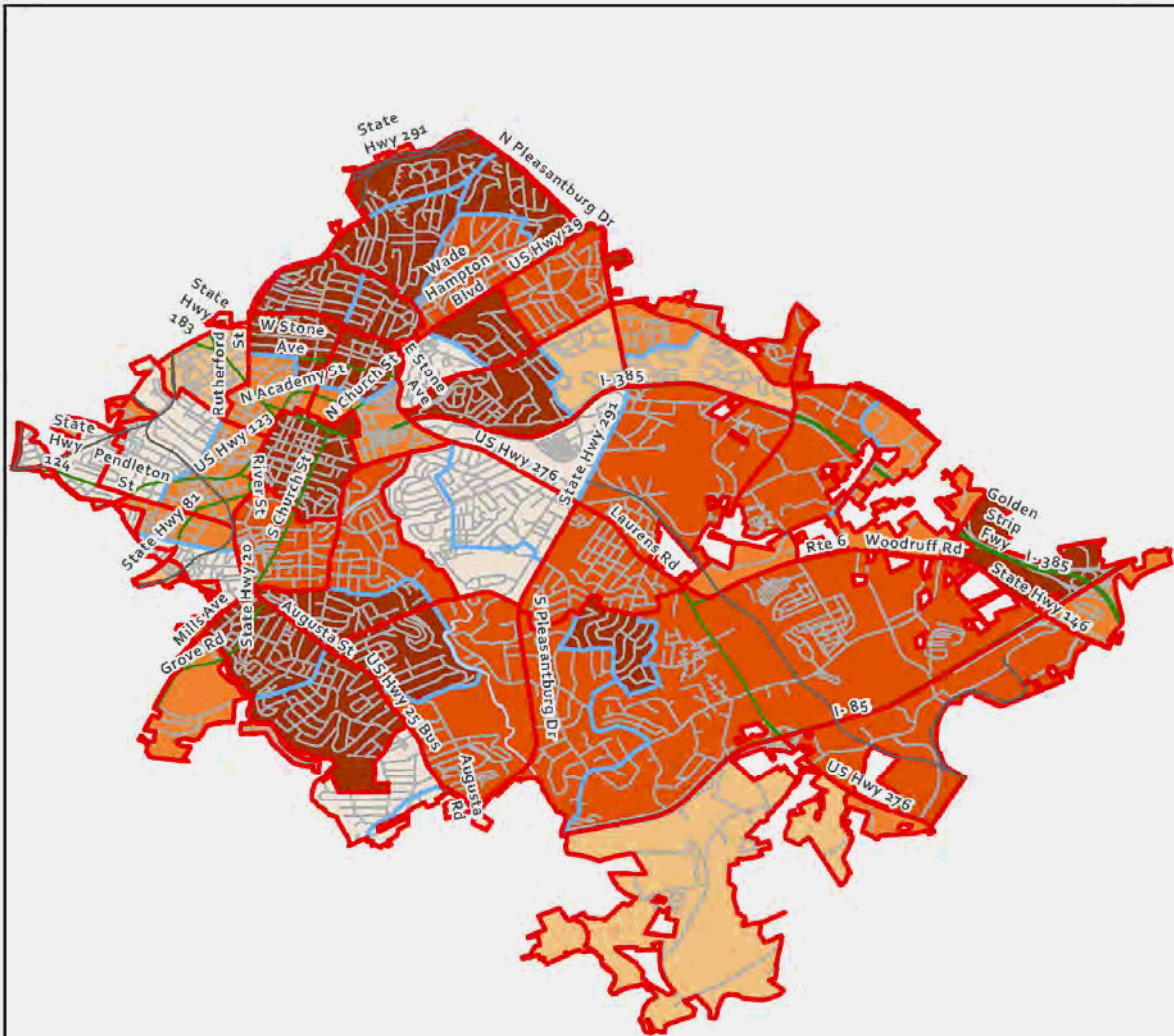 State
Hwy 291
N Pleasantburg Dr
US Hwy 29
Wade
Hampton
Blvd
State
Hwy
183
Rutherford
St
W Stone
Ave
N Academy St
N Church St
E Stone
Ave
I-385
State
Hwy
124
Pendleton
St
US Hwy 123
River St
S Church St
US Hwy 276
State Hwy 291
State Hwy 81
Laurens Rd
Rte 6
Woodruff Rd
Golden
Strip
Fwy
I-385
State Hwy 146
State Hwy 20
Mills Ave
Grove Rd
Augusta St
US Hwy 25 Bus
S Pleasantburg Dr
Augusta
Rd
I-85
US Hwy 276